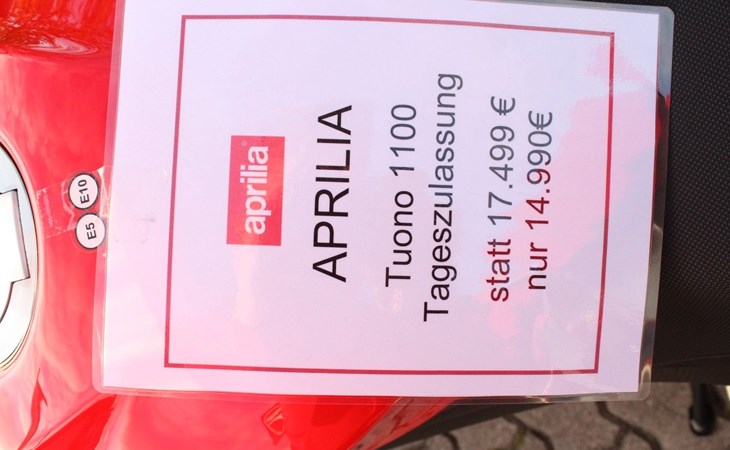 aprilia
APRILIA
Tuono 1100
Tageszulassung
statt 17.499 €
nur 14.990€
E5
E10